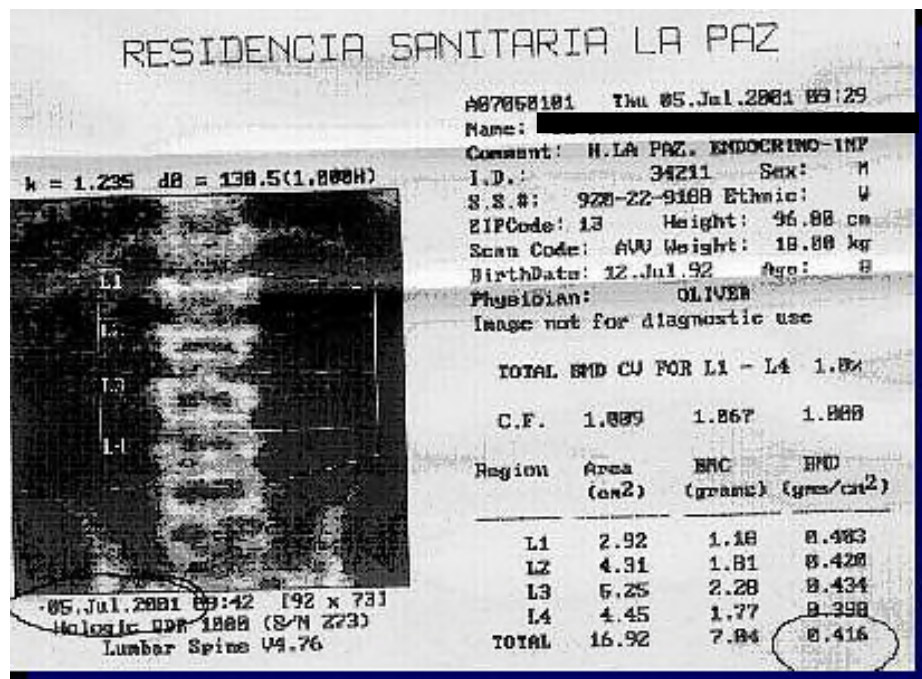 RESIDENCIA SANITARIA LA PAZ
A07050101 Thu 05.Jul.2001 09:29
Name:
Comment: H.LA PAZ. ENDOCRINO-INF
k = 1.235 d0 = 138.5(1.000H)
I.D.: 34211 Sex: M
S.S.#: 920-22-9188 Ethnic: W
ZIPCode: 13 Height: 96.00 cm
Scan Code: AVV Weight: 18.00 kg
BirthDate: 12.Jul.92 Age: 8
Physician: OLIVER
Image not for diagnostic use
TOTAL BMD CV FOR L1 - L4 1.0%
C.F. 1.009 1.067 1.000
Region Area BMC BMD
(cm2) (grams) (gms/cm2)
L1 2.92 1.18 0.403
L2 4.31 1.81 0.420
L3 5.25 2.28 0.434
L4 4.45 1.77 0.398
TOTAL 16.92 7.04 0.416
L1
L2
L3
L4
05.Jul.2001 09:42 [92 x 73]
Hologic QDR 1000 (S/N 273)
Lumbar Spine V4.76